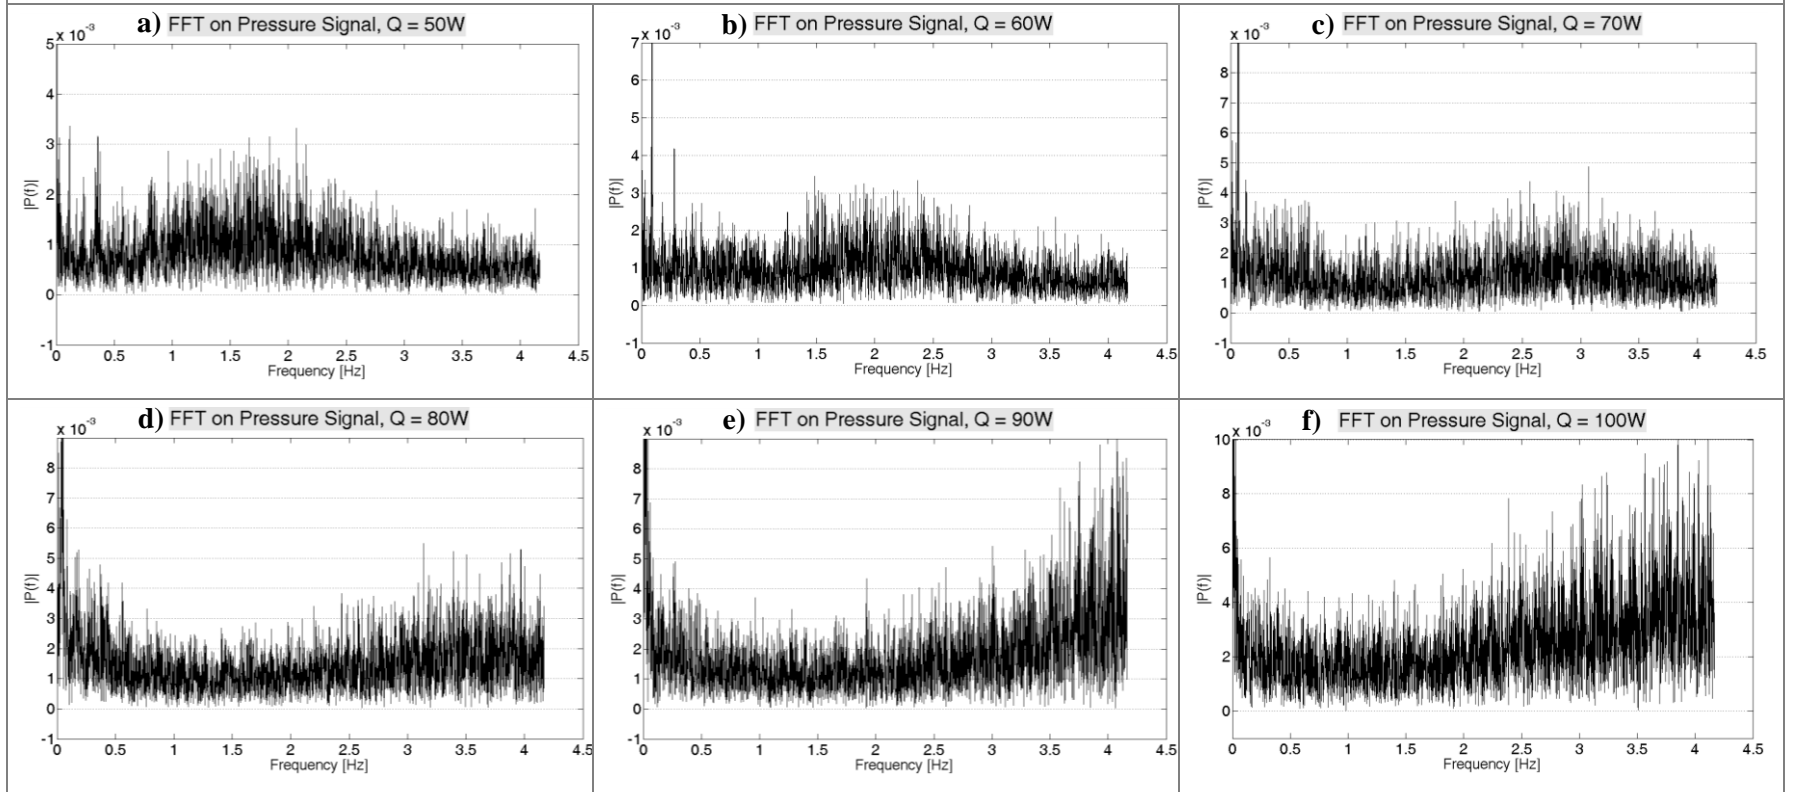 a) FFT on Pressure Signal, Q = 50W
5 x 10^-3
4
3
2
1
0
-1
|P(f)|
0 0.5 1 1.5 2 2.5 3 3.5 4 4.5
Frequency [Hz]
b) FFT on Pressure Signal, Q = 60W
7 x 10^-3
6
5
4
3
2
1
0
-1
|P(f)|
0 0.5 1 1.5 2 2.5 3 3.5 4 4.5
Frequency [Hz]
c) FFT on Pressure Signal, Q = 70W
x 10^-3
8
7
6
5
4
3
2
1
0
-1
|P(f)|
0 0.5 1 1.5 2 2.5 3 3.5 4 4.5
Frequency [Hz]
d) FFT on Pressure Signal, Q = 80W
x 10^-3
8
7
6
5
4
3
2
1
0
-1
|P(f)|
0 0.5 1 1.5 2 2.5 3 3.5 4 4.5
Frequency [Hz]
e) FFT on Pressure Signal, Q = 90W
x 10^-3
8
7
6
5
4
3
2
1
0
-1
|P(f)|
0 0.5 1 1.5 2 2.5 3 3.5 4 4.5
Frequency [Hz]
f) FFT on Pressure Signal, Q = 100W
10 x 10^-3
8
6
4
2
0
|P(f)|
0 0.5 1 1.5 2 2.5 3 3.5 4 4.5
Frequency [Hz]